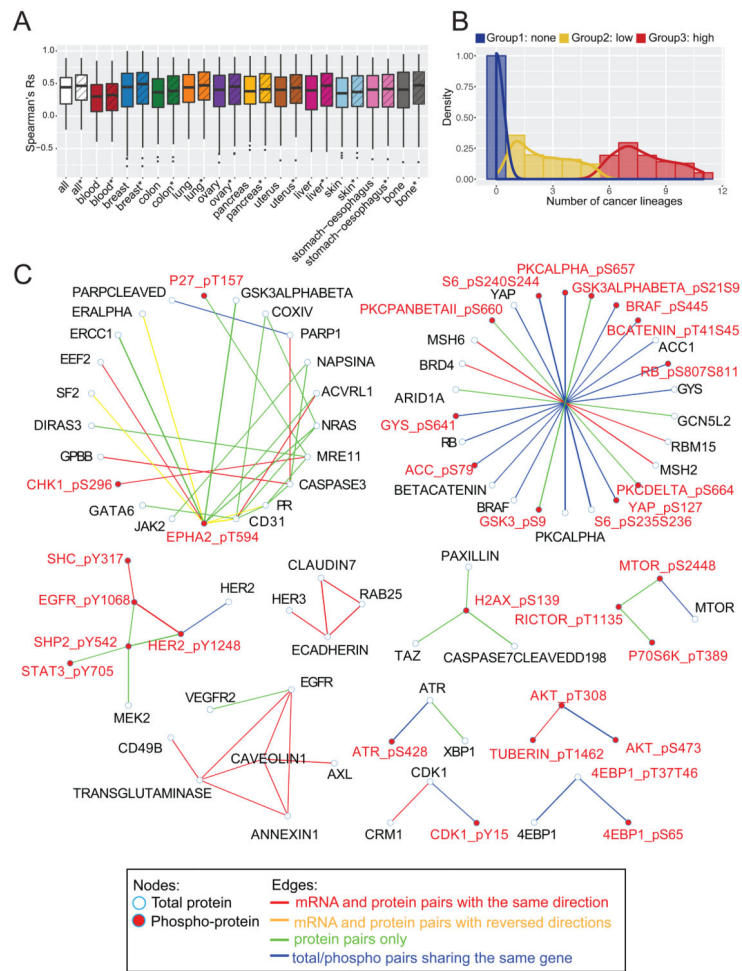 A
Spearman's Rs
1.0
0.5
0.0
−0.5
all
all*
blood
blood*
breast
breast*
colon
colon*
lung
lung*
ovary
ovary*
pancreas
pancreas*
uterus
uterus*
liver
liver*
skin
skin*
stomach−oesophagus
stomach−oesophagus*
bone
bone*
B
Group1: none Group2: low Group3: high
Density
1.00
0.75
0.50
0.25
0.00
0 3 6 9 12
Number of cancer lineages
C
P27_pT157
PARPCLEAVED
GSK3ALPHABETA
ERALPHA
COXIV
ERCC1
PARP1
EEF2
NAPSINA
SF2
ACVRL1
DIRAS3
NRAS
GPBB
MRE11
CHK1_pS296
CASPASE3
GATA6
PR
JAK2
CD31
EPHA2_pT594
PKCALPHA_pS657
S6_pS240S244
GSK3ALPHABETA_pS21S9
YAP
BRAF_pS445
PKCPANBETAII_pS660
BCATENIN_pT41S45
MSH6
ACC1
BRD4
RB_pS807S811
GYS
ARID1A
GCN5L2
GYS_pS641
RBM15
RB
MSH2
ACC_pS79
PKCDELTA_pS664
BETACATENIN
YAP_pS127
BRAF
S6_pS235S236
GSK3_pS9
PKCALPHA
SHC_pY317
EGFR_pY1068
HER2
SHP2_pY542
HER2_pY1248
STAT3_pY705
MEK2
CLAUDIN7
HER3
RAB25
ECADHERIN
PAXILLIN
H2AX_pS139
TAZ
CASPASE7CLEAVEDD198
MTOR_pS2448
RICTOR_pT1135
MTOR
P70S6K_pT389
EGFR
VEGFR2
CD49B
CAVEOLIN1
AXL
TRANSGLUTAMINASE
ANNEXIN1
ATR
ATR_pS428
XBP1
AKT_pT308
TUBERIN_pT1462
AKT_pS473
CDK1
CRM1
CDK1_pY15
4EBP1_pT37T46
4EBP1
4EBP1_pS65
Nodes:
Total protein
Phospho−protein
Edges:
mRNA and protein pairs with the same direction
mRNA and protein pairs with reversed directions
protein pairs only
total/phospho pairs sharing the same gene